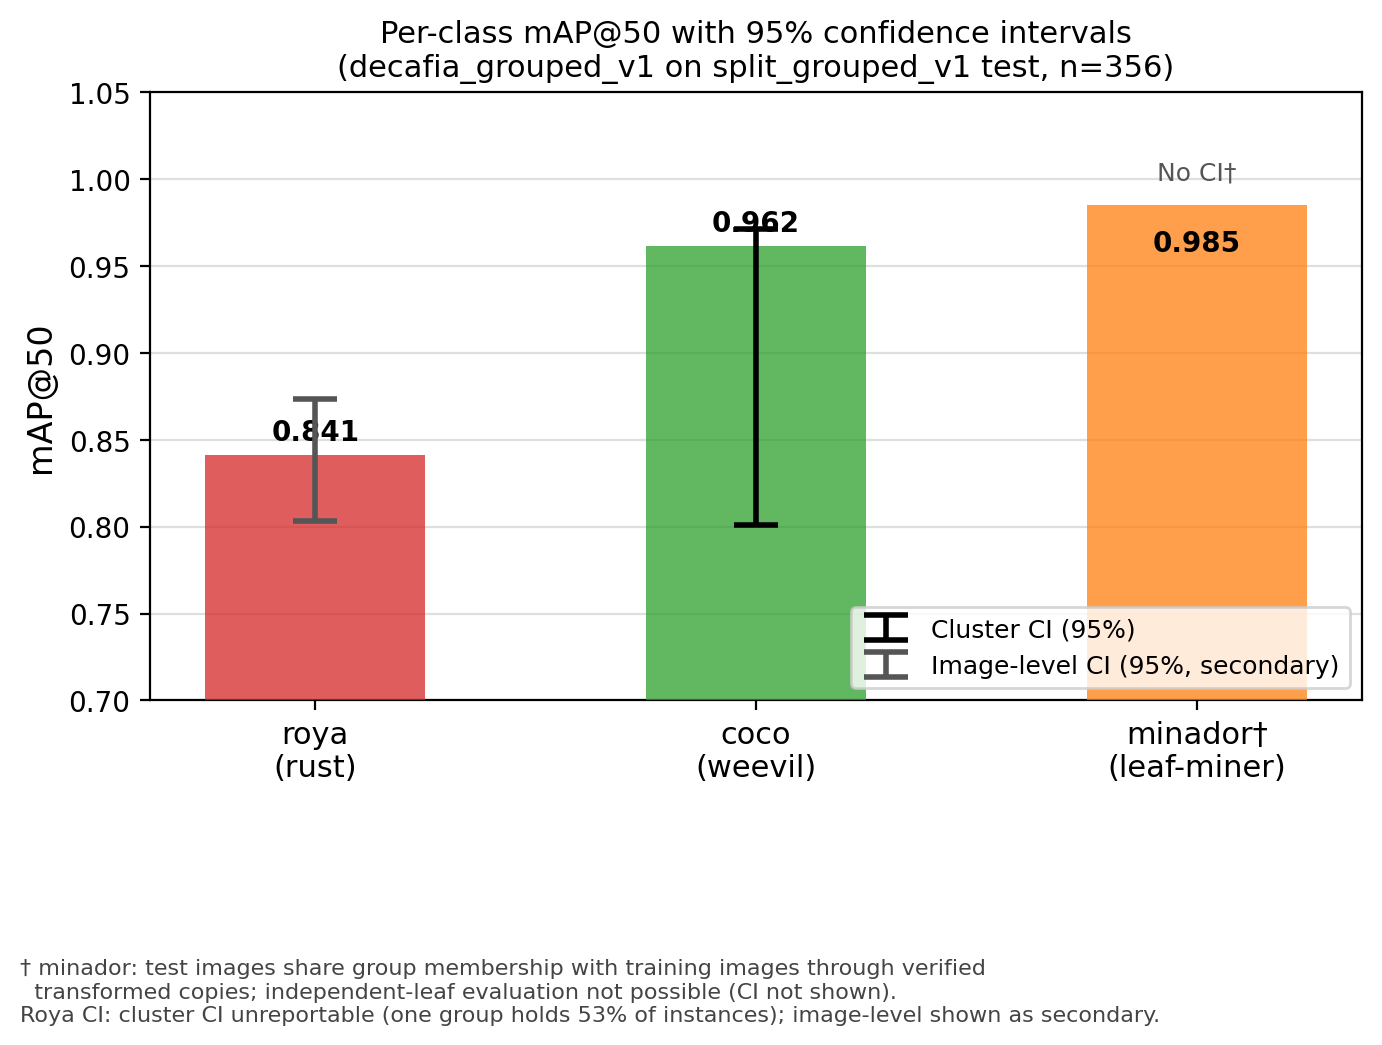 Per-class mAP@50 with 95% confidence intervals
(decafia_grouped_v1 on split_grouped_v1 test, n=356)
mAP@50
1.05
1.00
0.95
0.90
0.85
0.80
0.75
0.70
0.841
0.962
No CI†
0.985
Cluster CI (95%)
Image-level CI (95%, secondary)
roya
(rust)
coco
(weevil)
minador†
(leaf-miner)
† minador: test images share group membership with training images through verified
transformed copies; independent-leaf evaluation not possible (CI not shown).
Roya CI: cluster CI unreportable (one group holds 53% of instances); image-level shown as secondary.